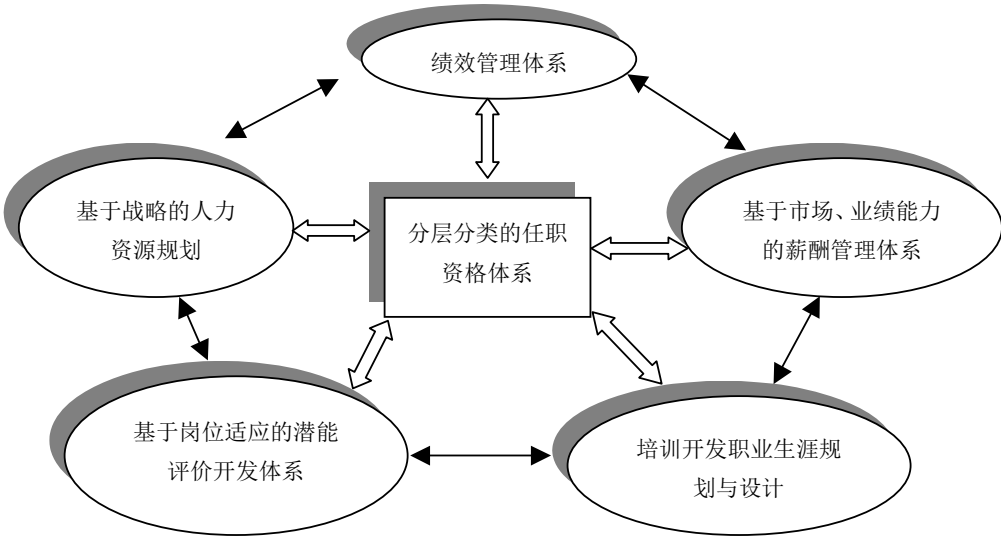 绩效管理体系
基于战略的人力
资源规划
分层分类的任职
资格体系
基于市场、业绩能力
的薪酬管理体系
基于岗位适应的潜能
评价开发体系
培训开发职业生涯规
划与设计